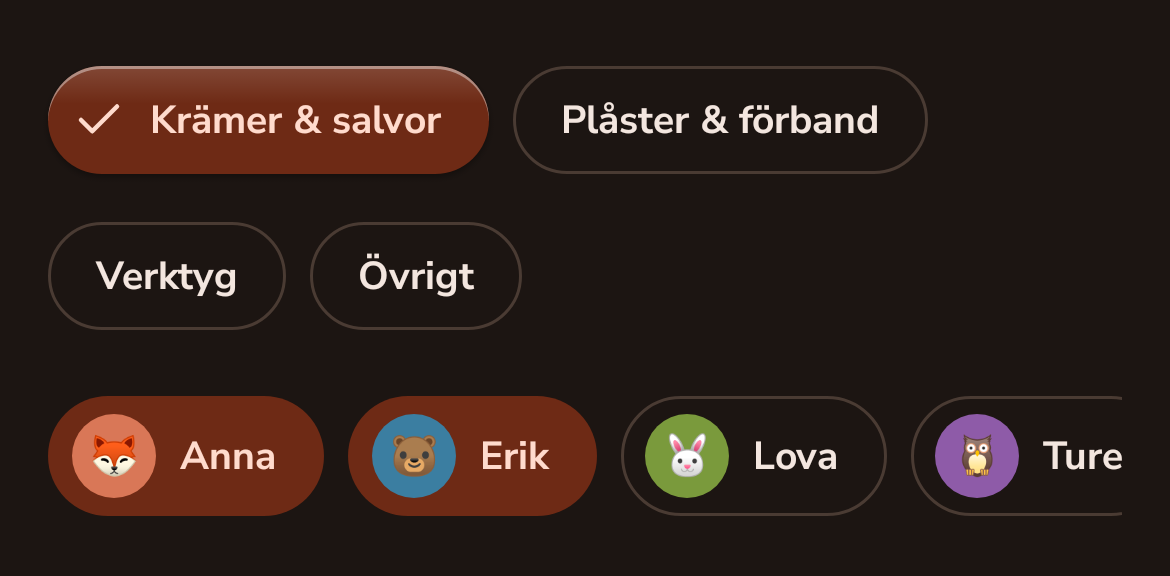 Krämer & salvor Plåster & förband
Verktyg Övrigt
Anna Erik Lova Ture